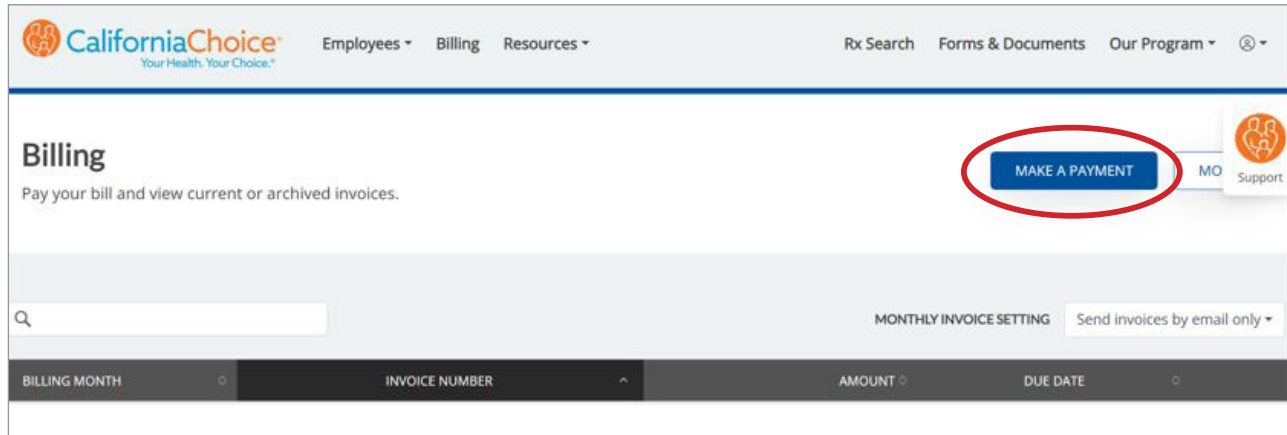 CaliforniaChoice®
Your Health. Your Choice.®
Employees Billing Resources
Rx Search Forms & Documents Our Program
Billing
Pay your bill and view current or archived invoices.
MAKE A PAYMENT
MO
Support
MONTHLY INVOICE SETTING Send invoices by email only
BILLING MONTH INVOICE NUMBER AMOUNT DUE DATE